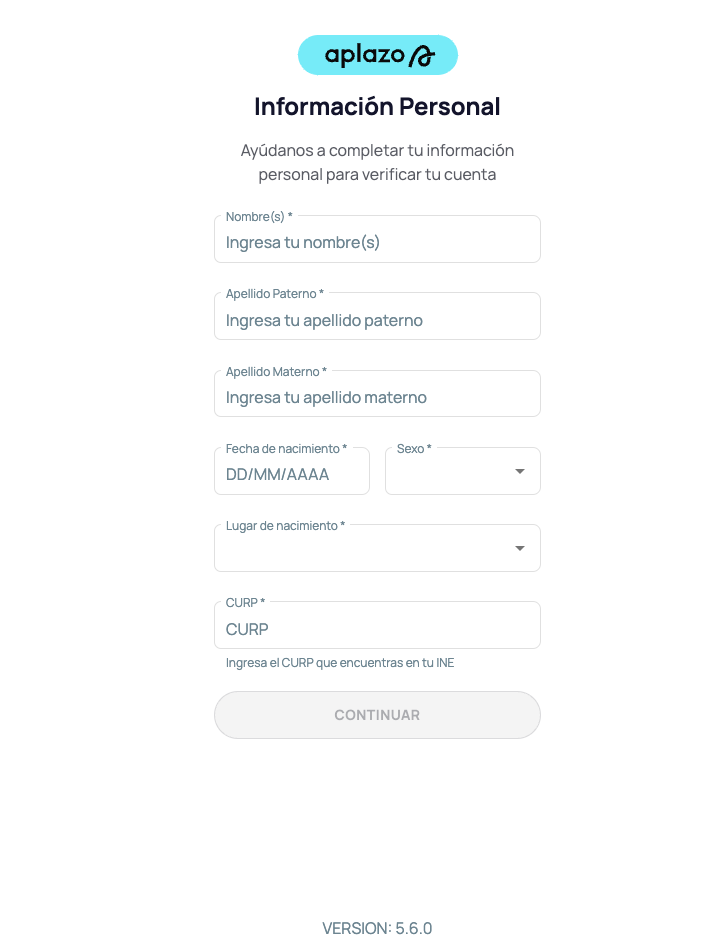 aplazo
Información Personal
Ayúdanos a completar tu información
personal para verificar tu cuenta
Nombre(s) *
Ingresa tu nombre(s)
Apellido Paterno *
Ingresa tu apellido paterno
Apellido Materno *
Ingresa tu apellido materno
Fecha de nacimiento *
DD/MM/AAAA
Sexo *
Lugar de nacimiento *
CURP *
CURP
Ingresa el CURP que encuentras en tu INE
CONTINUAR
VERSION: 5.6.0